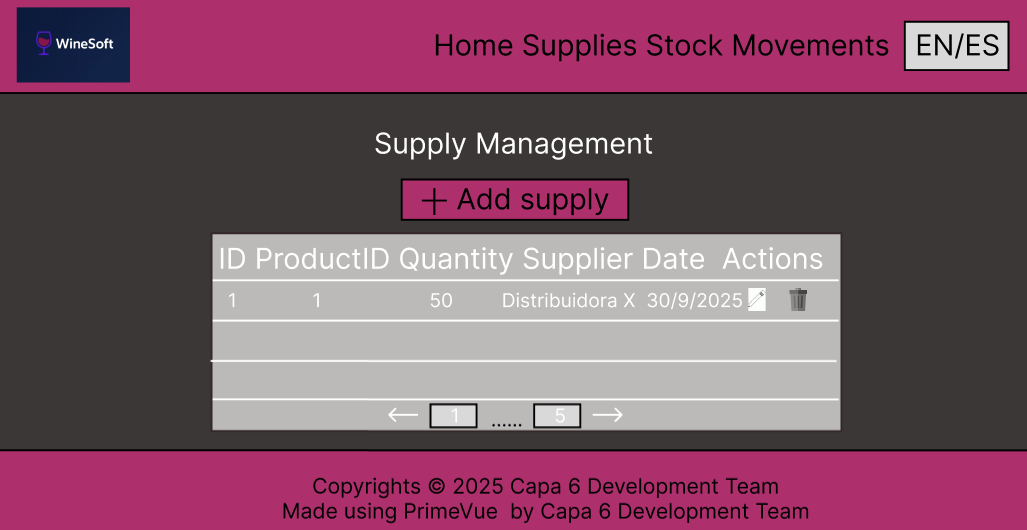 WineSoft
Home Supplies Stock Movements EN/ES
Supply Management
+ Add supply
ID ProductID Quantity Supplier Date Actions
1 1 50 Distribuidora X 30/9/2025
← 1 ...... 5 →
Copyrights © 2025 Capa 6 Development Team
Made using PrimeVue by Capa 6 Development Team